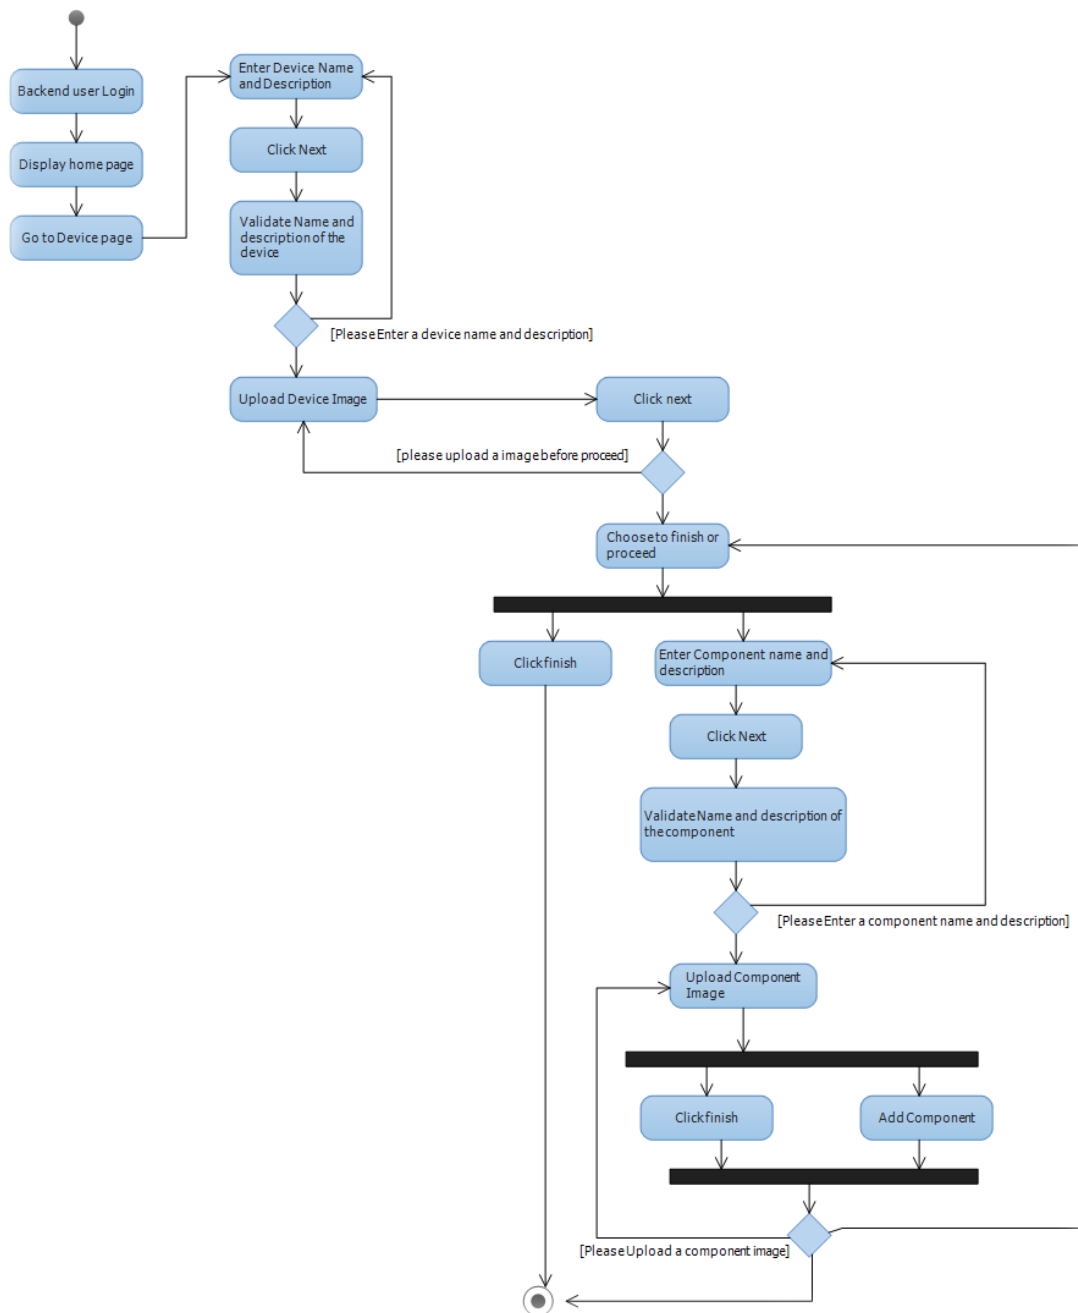 Backend user Login
Display home page
Go to Device page
Enter Device Name
and Description
Click Next
Validate Name and
description of the
device
[Please Enter a device name and description]
Upload Device Image
Click next
[please upload a image before proceed]
Choose to finish or
proceed
Click finish
Enter Component name and
description
Click Next
Validate Name and description of
the component
[Please Enter a component name and description]
Upload Component
Image
Click finish
Add Component
[Please Upload a component image]